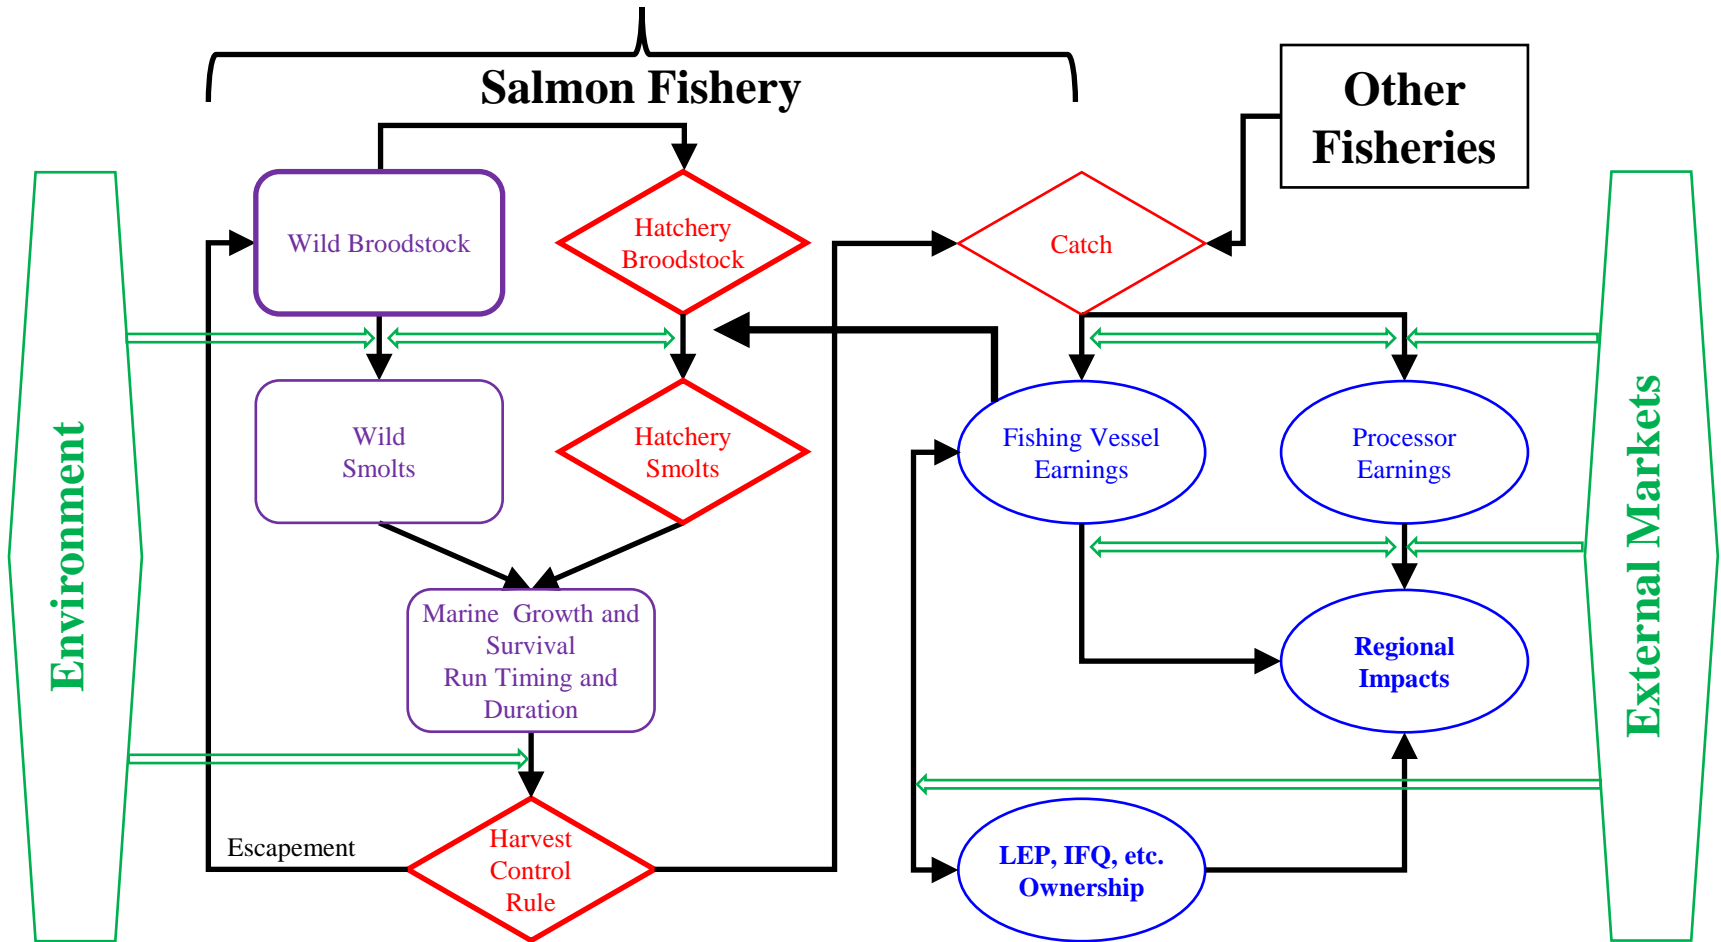 Salmon Fishery
Other
Fisheries
Wild Broodstock
Hatchery
Broodstock
Catch
Environment
External Markets
Wild
Smolts
Hatchery
Smolts
Fishing Vessel
Earnings
Processor
Earnings
Marine Growth and
Survival
Run Timing and
Duration
Regional
Impacts
Escapement
Harvest
Control
Rule
LEP, IFQ, etc.
Ownership